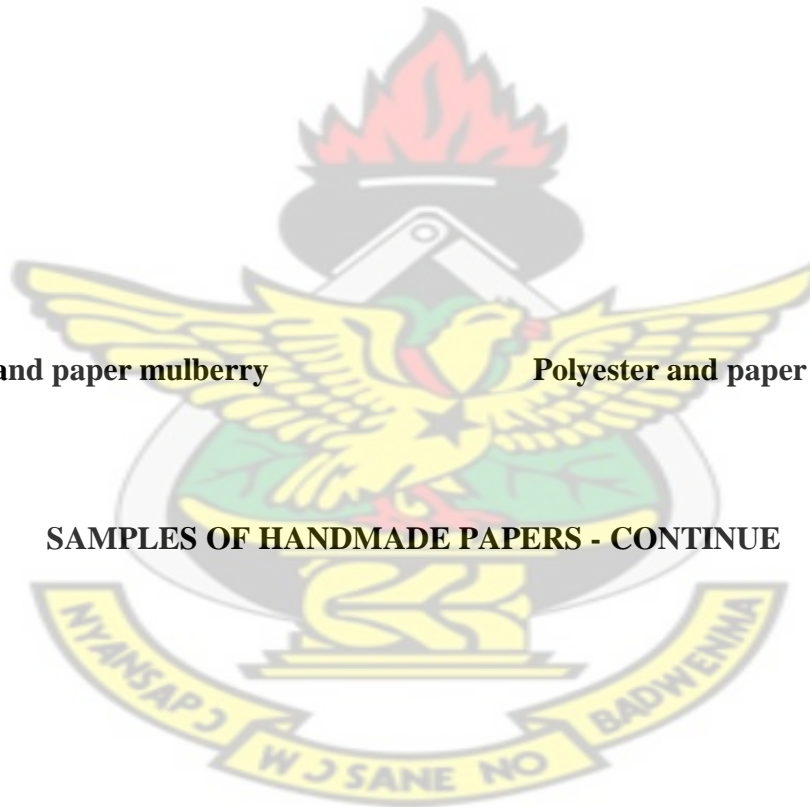 and paper mulberry Polyester and paper
SAMPLES OF HANDMADE PAPERS - CONTINUE
NYANSAPƆ WƆSANE NO BADWENMA